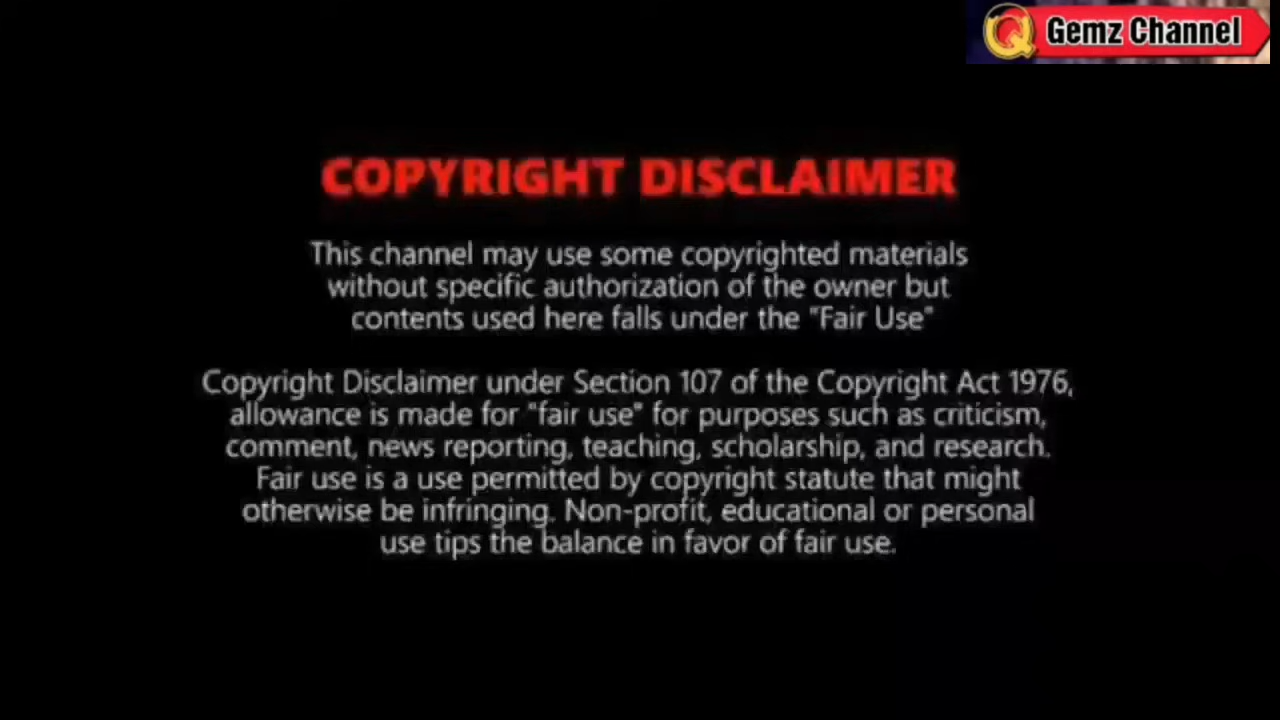 Gemz Channel
COPYRIGHT DISCLAIMER
This channel may use some copyrighted materials
without specific authorization of the owner but
contents used here falls under the "Fair Use"
Copyright Disclaimer under Section 107 of the Copyright Act 1976,
allowance is made for "fair use" for purposes such as criticism,
comment, news reporting, teaching, scholarship, and research.
Fair use is a use permitted by copyright statute that might
otherwise be infringing. Non-profit, educational or personal
use tips the balance in favor of fair use.